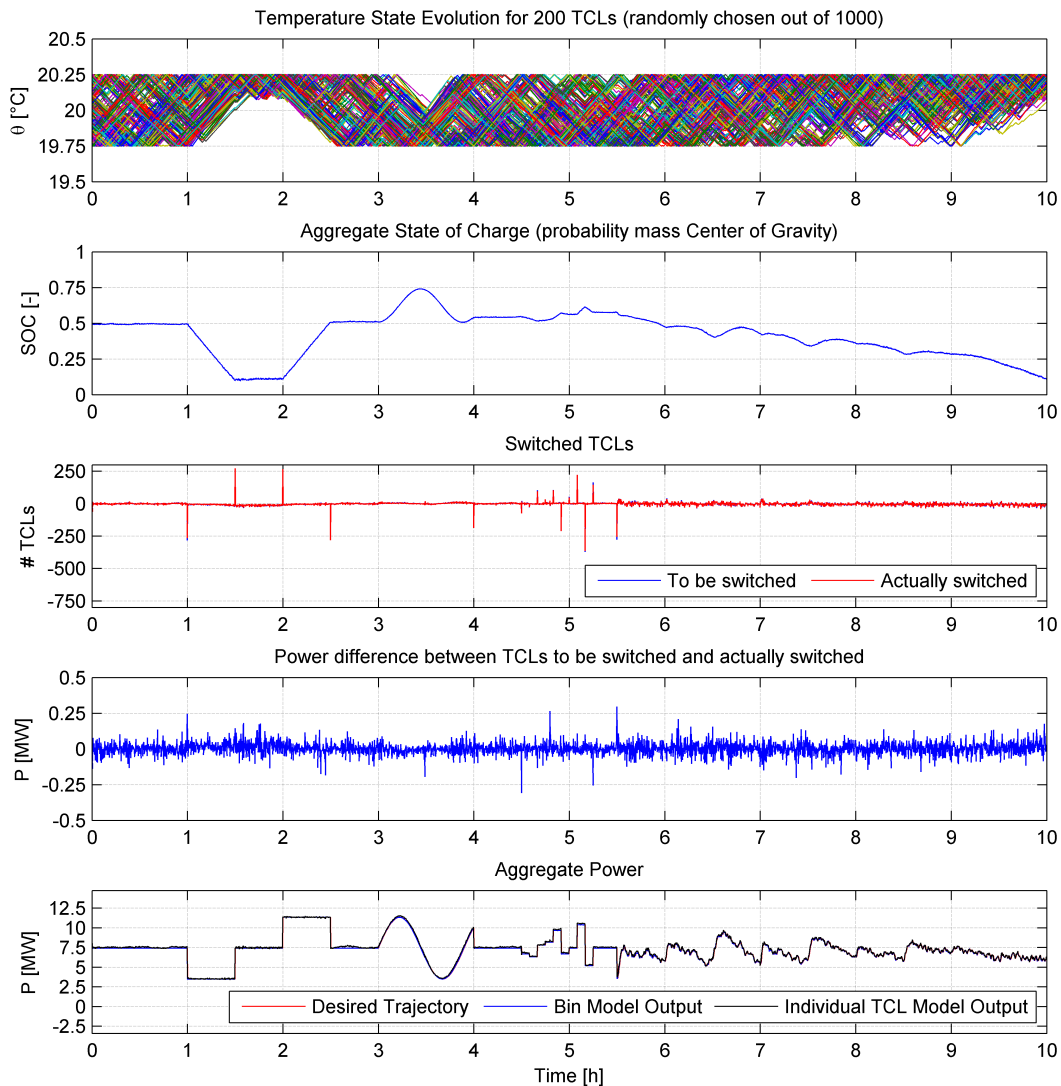 Temperature State Evolution for 200 TCLs (randomly chosen out of 1000)
θ [°C]
20.5
20.25
20
19.75
19.5
0 1 2 3 4 5 6 7 8 9 10
Aggregate State of Charge (probability mass Center of Gravity)
SOC [-]
1
0.75
0.5
0.25
0
0 1 2 3 4 5 6 7 8 9 10
Switched TCLs
# TCLs
250
0
-250
-500
-750
To be switched Actually switched
0 1 2 3 4 5 6 7 8 9 10
Power difference between TCLs to be switched and actually switched
P [MW]
0.5
0.25
0
-0.25
-0.5
0 1 2 3 4 5 6 7 8 9 10
Aggregate Power
P [MW]
12.5
10
7.5
5
2.5
0
-2.5
Desired Trajectory Bin Model Output Individual TCL Model Output
0 1 2 3 4 5 6 7 8 9 10
Time [h]